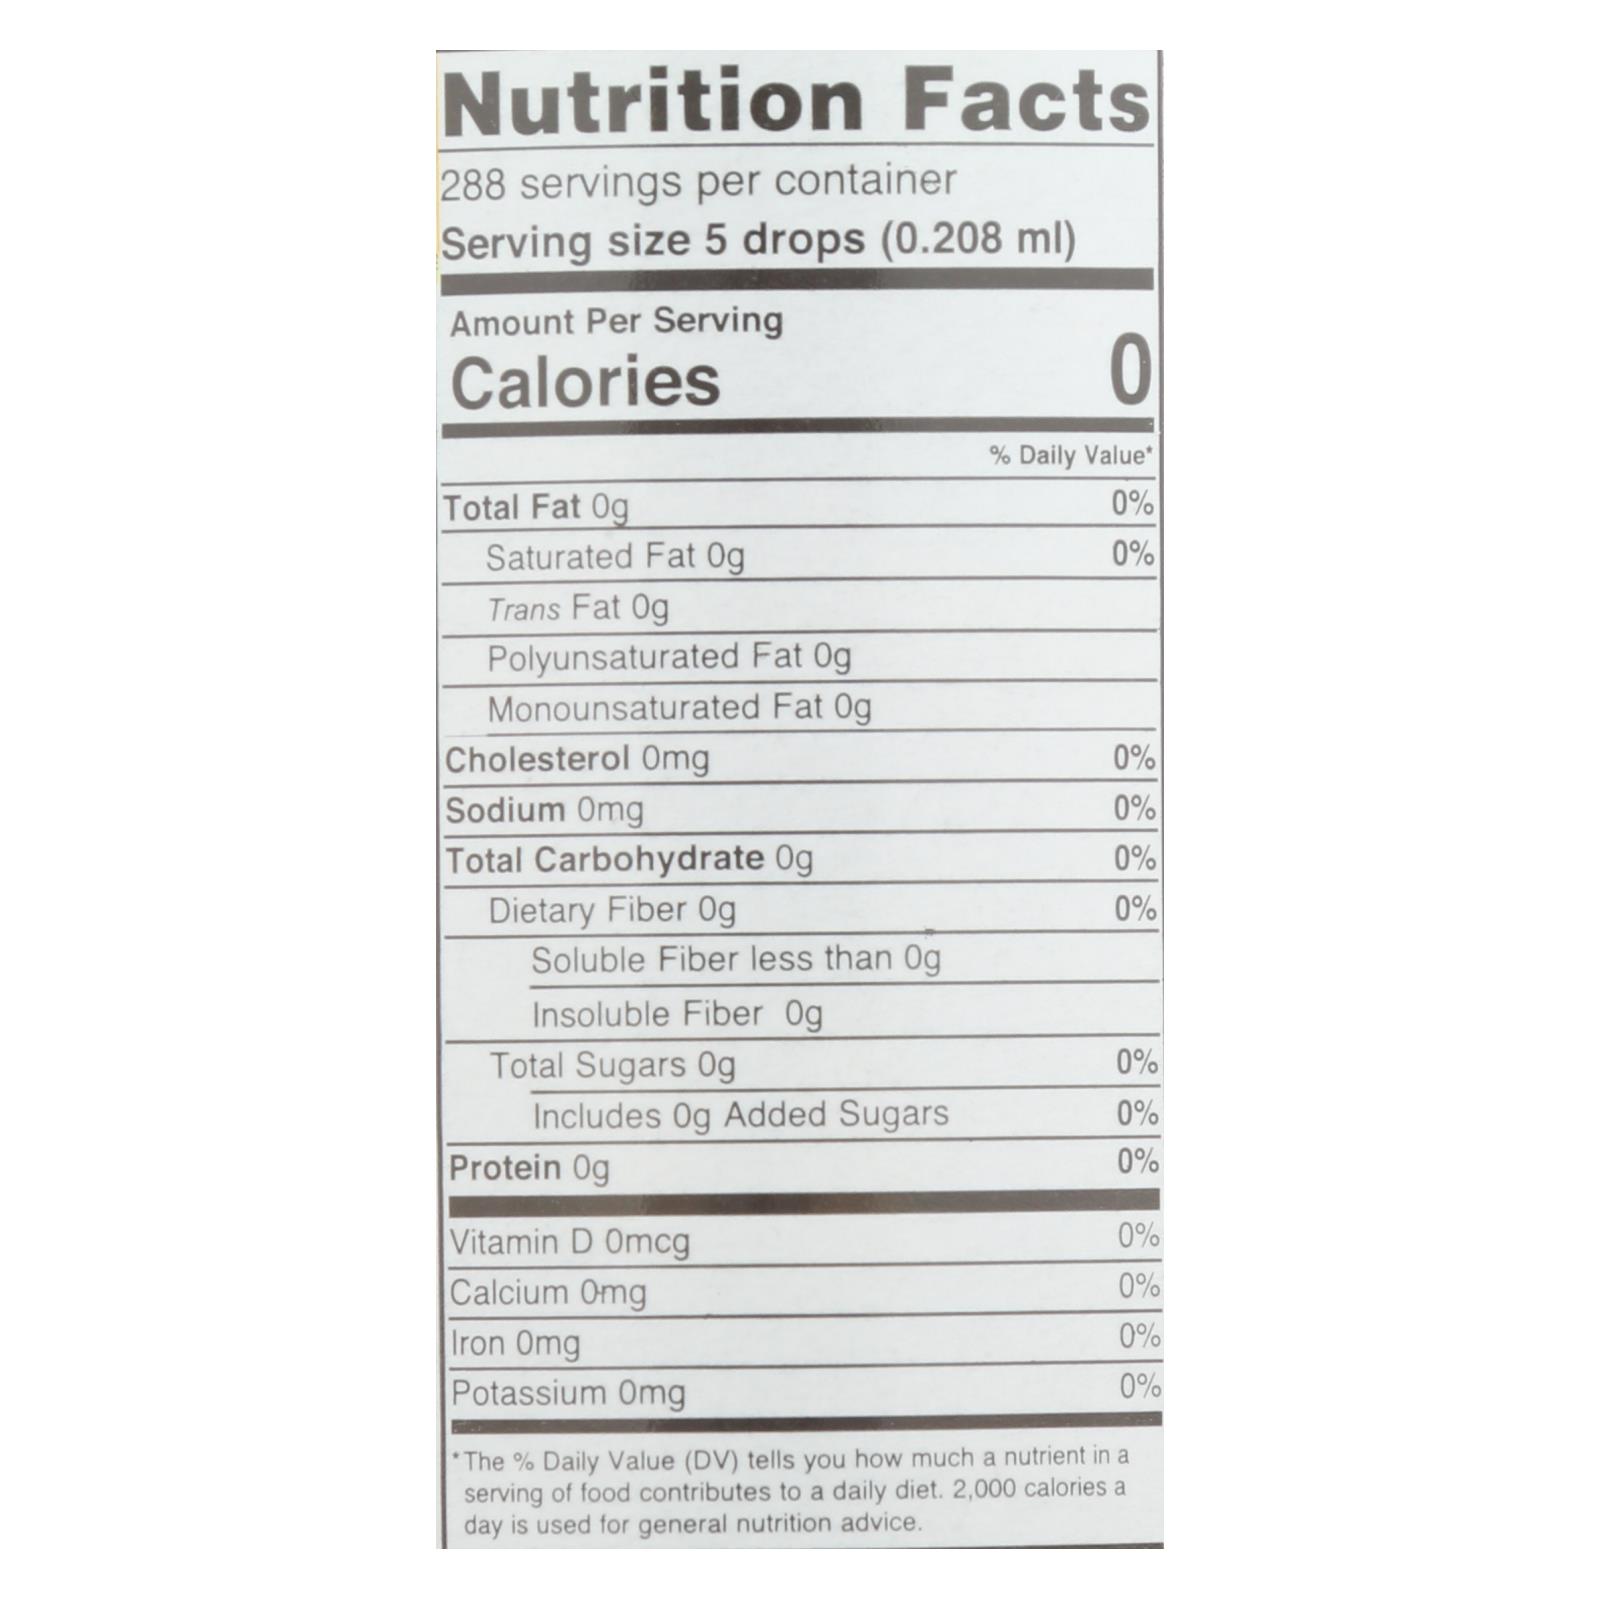 Nutrition Facts
288 servings per container
Serving size 5 drops (0.208 ml)
Amount Per Serving
Calories 0
% Daily Value*
Total Fat 0g 0%
Saturated Fat 0g 0%
Trans Fat 0g
Polyunsaturated Fat 0g
Monounsaturated Fat 0g
Cholesterol 0mg 0%
Sodium 0mg 0%
Total Carbohydrate 0g 0%
Dietary Fiber 0g 0%
Soluble Fiber less than 0g
Insoluble Fiber 0g
Total Sugars 0g 0%
Includes 0g Added Sugars 0%
Protein 0g 0%
Vitamin D 0mcg 0%
Calcium 0mg 0%
Iron 0mg 0%
Potassium 0mg 0%
*The % Daily Value (DV) tells you how much a nutrient in a
serving of food contributes to a daily diet. 2,000 calories a
day is used for general nutrition advice.